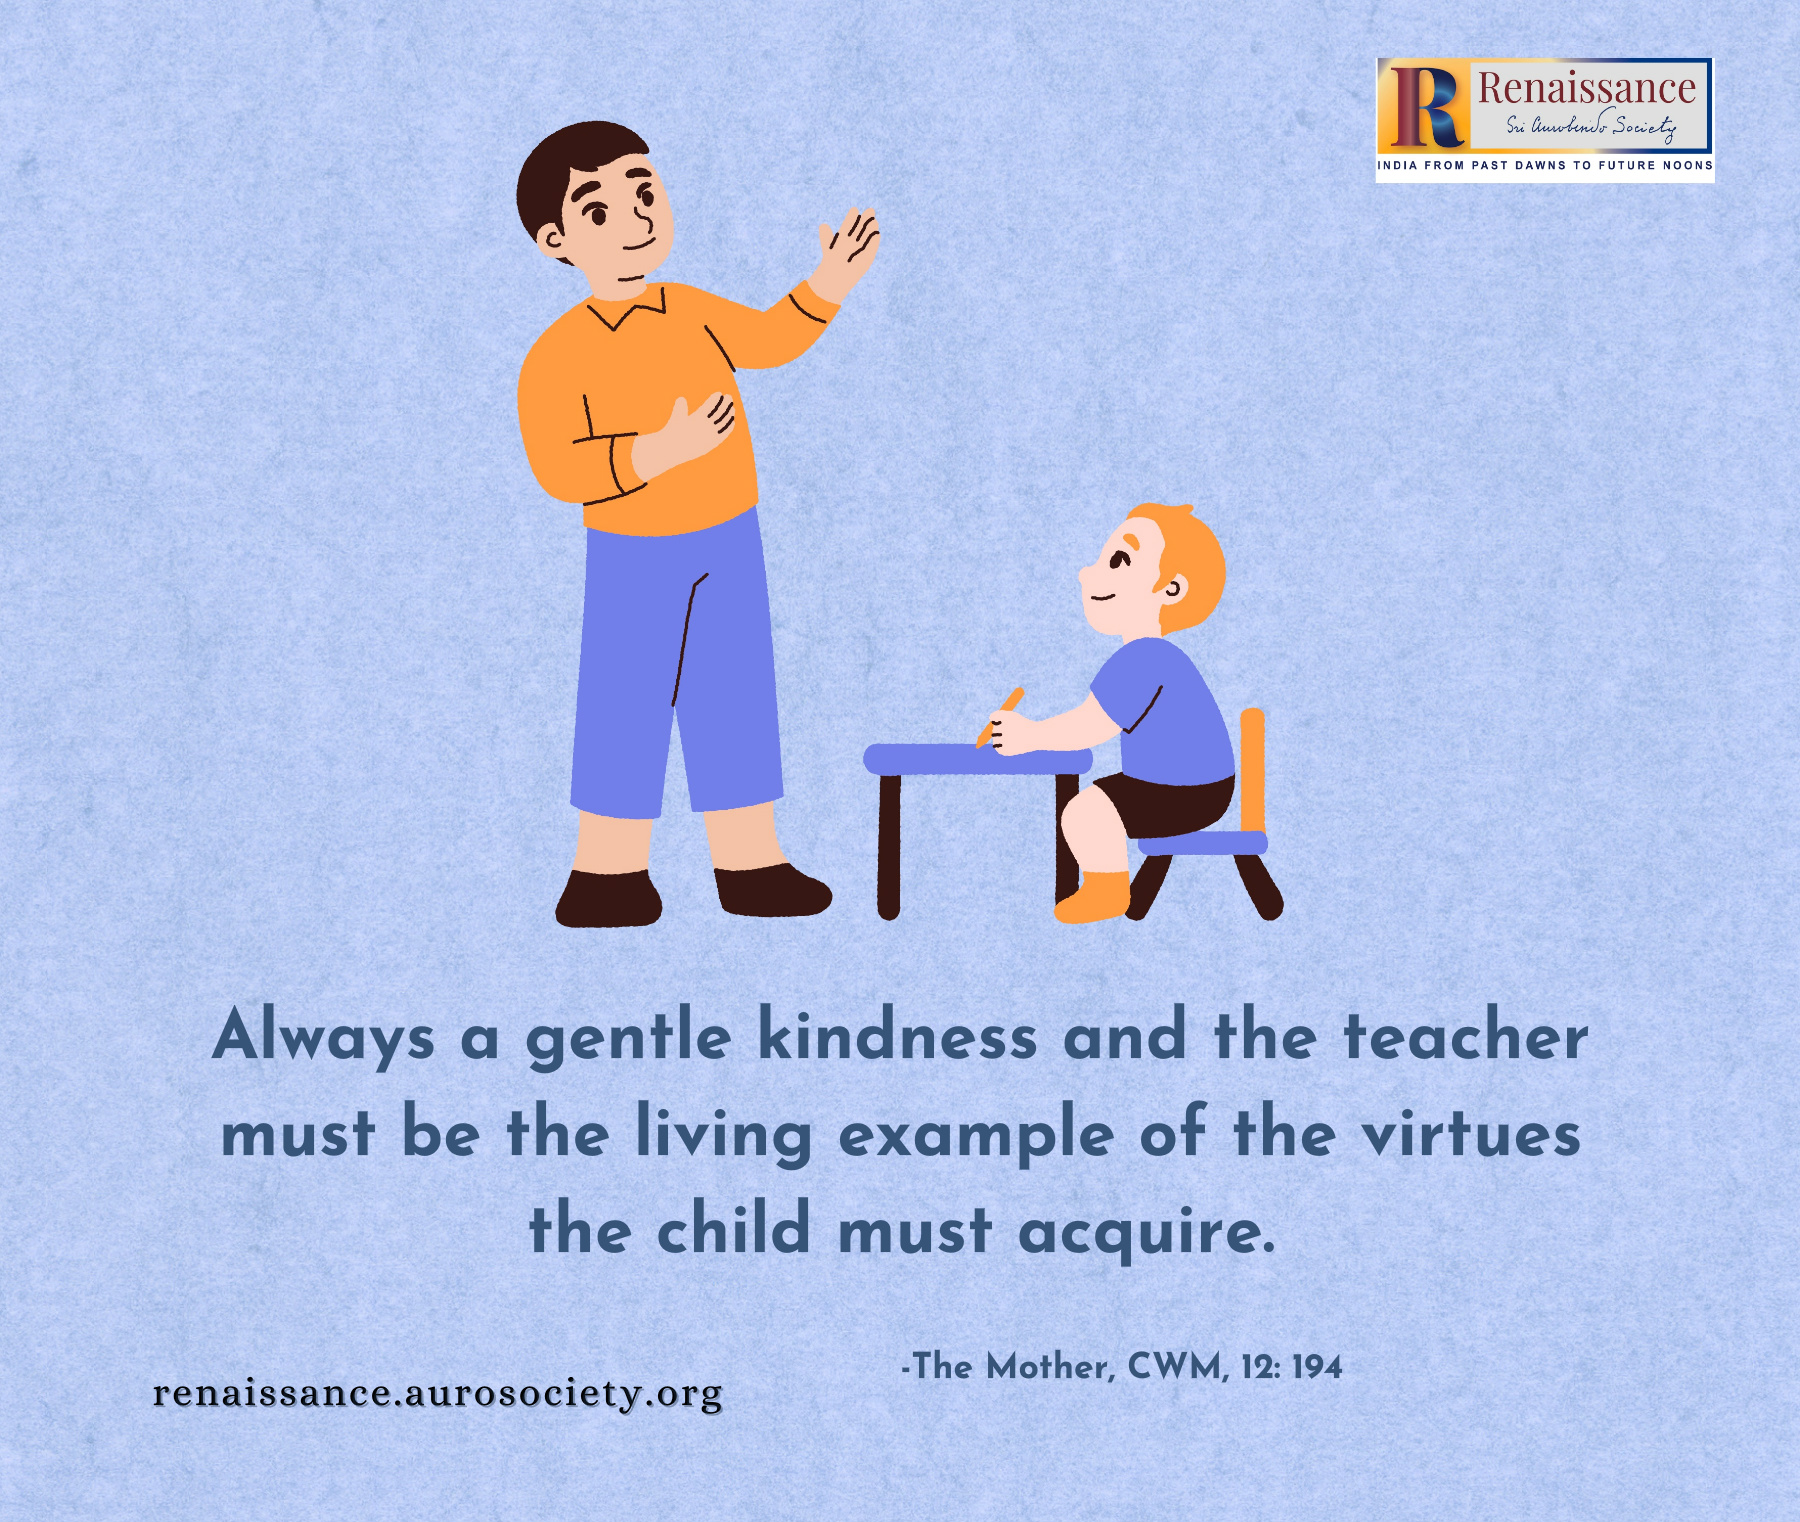 R
Renaissance
Sri Aurobindo Society
INDIA FROM PAST DAWNS TO FUTURE NOONS
Always a gentle kindness and the teacher
must be the living example of the virtues
the child must acquire.
-The Mother, CWM, 12: 194
renaissance.aurosociety.org